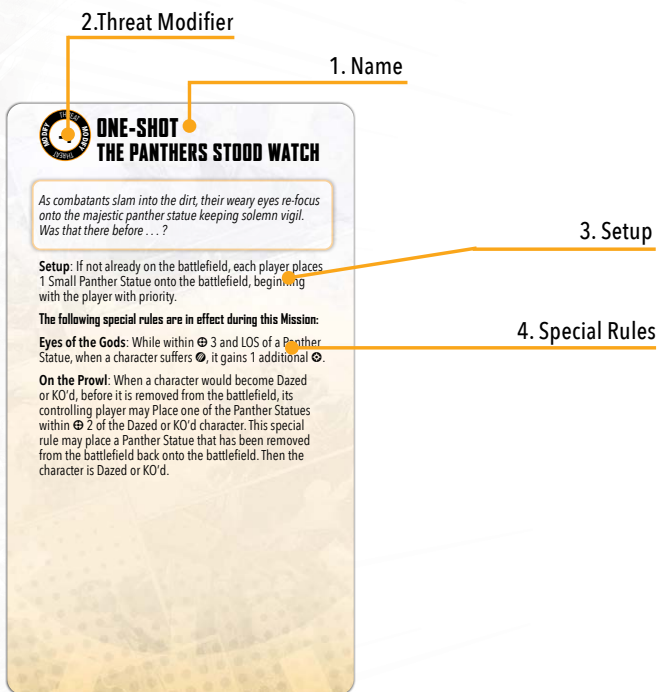 2.Threat Modifier
1. Name
THREAT
MODIFY
MODIFY
THREAT
ONE-SHOT
THE PANTHERS STOOD WATCH
As combatants slam into the dirt, their weary eyes re-focus
onto the majestic panther statue keeping solemn vigil.
Was that there before . . . ?
3. Setup
Setup: If not already on the battlefield, each player places
1 Small Panther Statue onto the battlefield, beginning
with the player with priority.
The following special rules are in effect during this Mission:
4. Special Rules
Eyes of the Gods: While within ⊕ 3 and LOS of a Panther
Statue, when a character suffers , it gains 1 additional .
On the Prowl: When a character would become Dazed
or KO'd, before it is removed from the battlefield, its
controlling player may Place one of the Panther Statues
within ⊕ 2 of the Dazed or KO'd character. This special
rule may place a Panther Statue that has been removed
from the battlefield back onto the battlefield. Then the
character is Dazed or KO'd.